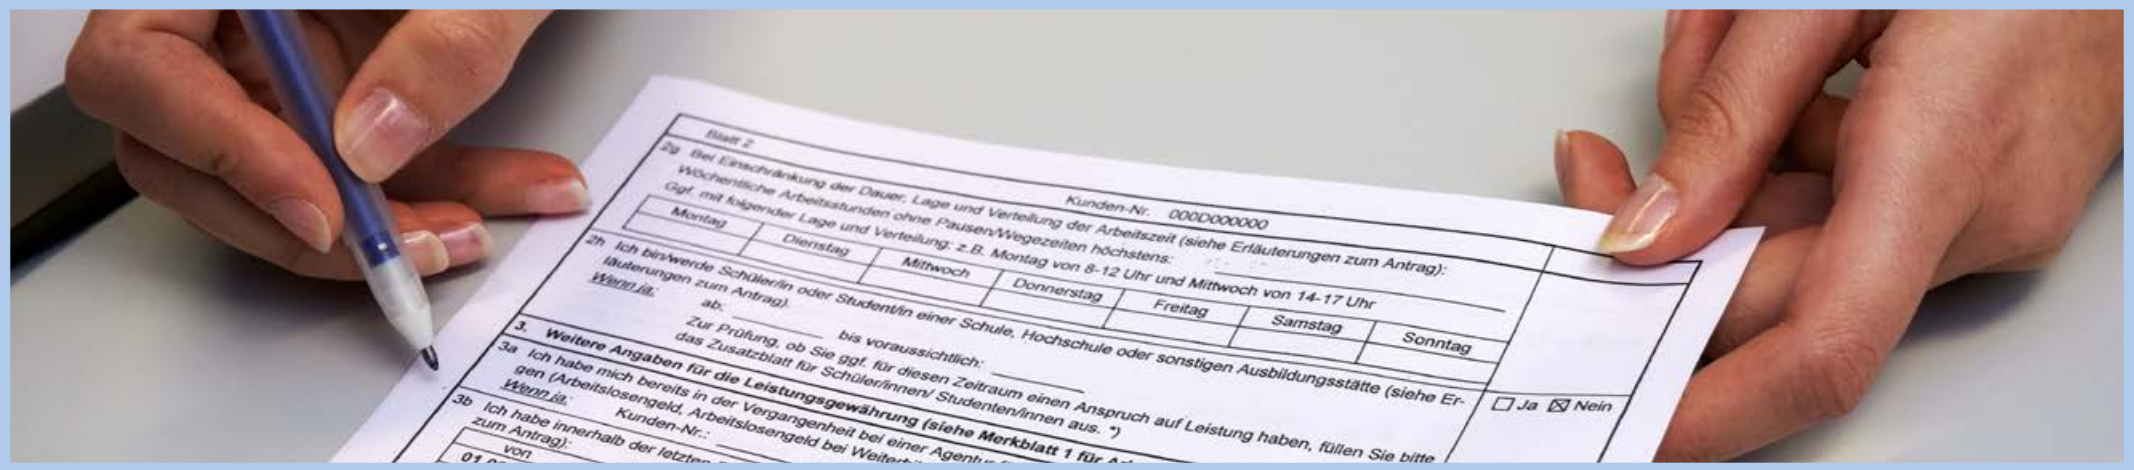 Blatt 2
Kunden-Nr. 000D000000
2g Bei Einschränkung der Dauer, Lage und Verteilung der Arbeitszeit (siehe Erläuterungen zum Antrag):
Wöchentliche Arbeitsstunden ohne Pausen/Wegezeiten höchstens:
Ggf. mit folgender Lage und Verteilung: z.B. Montag von 8-12 Uhr und Mittwoch von 14-17 Uhr
Montag Dienstag Mittwoch Donnerstag Freitag Samstag Sonntag
2h Ich bin/werde Schüler/in oder Student/in einer Schule, Hochschule oder sonstigen Ausbildungsstätte (siehe Er-
läuterungen zum Antrag).
Ja Nein
Wenn ja: ab: bis voraussichtlich:
Zur Prüfung, ob Sie ggf. für diesen Zeitraum einen Anspruch auf Leistung haben, füllen Sie bitte
das Zusatzblatt für Schüler/innen/ Studenten/innen aus. *)
3. Weitere Angaben für die Leistungsgewährung (siehe Merkblatt 1 für
3a Ich habe mich bereits in der Vergangenheit bei einer
gen (Arbeitslosengeld, Arbeitslosengeld bei
Wenn ja: Kunden-Nr.:
3b Ich habe innerhalb der letzten
zum Antrag):
von